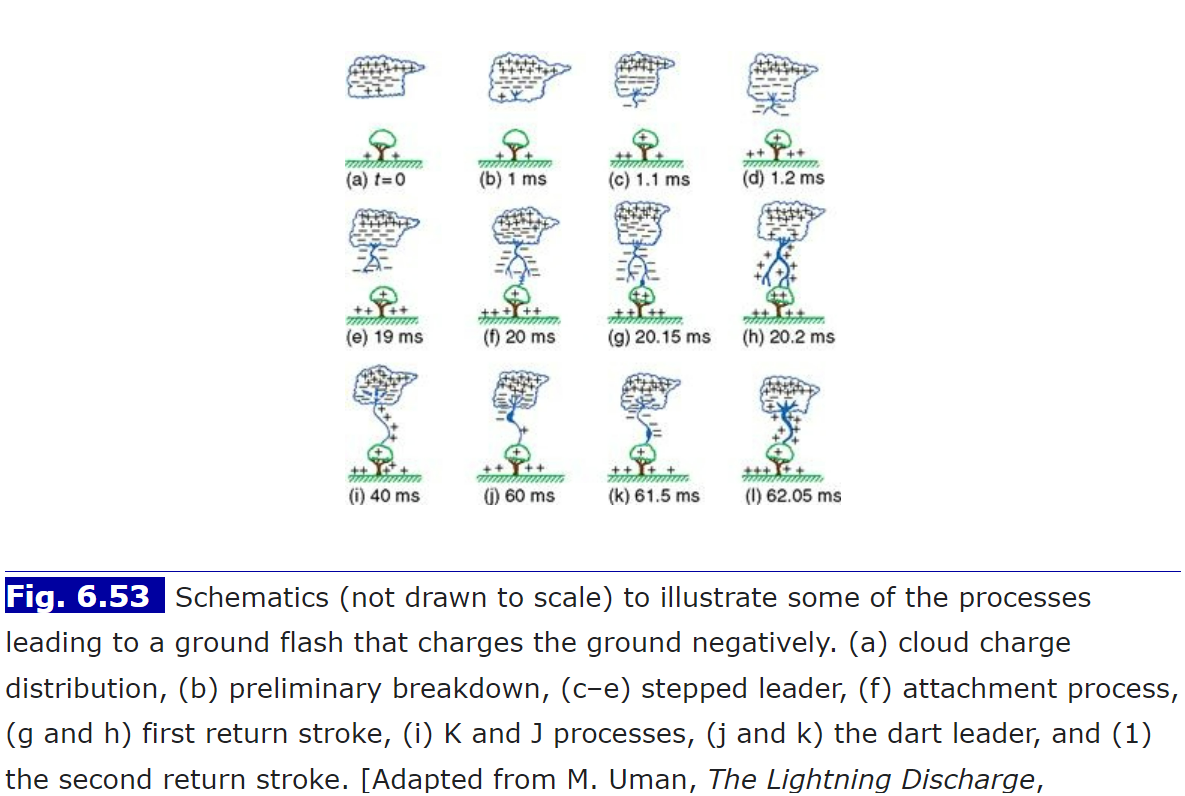 (a) t=0 (b) 1 ms (c) 1.1 ms (d) 1.2 ms
(e) 19 ms (f) 20 ms (g) 20.15 ms (h) 20.2 ms
(i) 40 ms (j) 60 ms (k) 61.5 ms (l) 62.05 ms
Fig. 6.53 Schematics (not drawn to scale) to illustrate some of the processes
leading to a ground flash that charges the ground negatively. (a) cloud charge
distribution, (b) preliminary breakdown, (c–e) stepped leader, (f) attachment process,
(g and h) first return stroke, (i) K and J processes, (j and k) the dart leader, and (1)
the second return stroke. [Adapted from M. Uman, The Lightning Discharge,